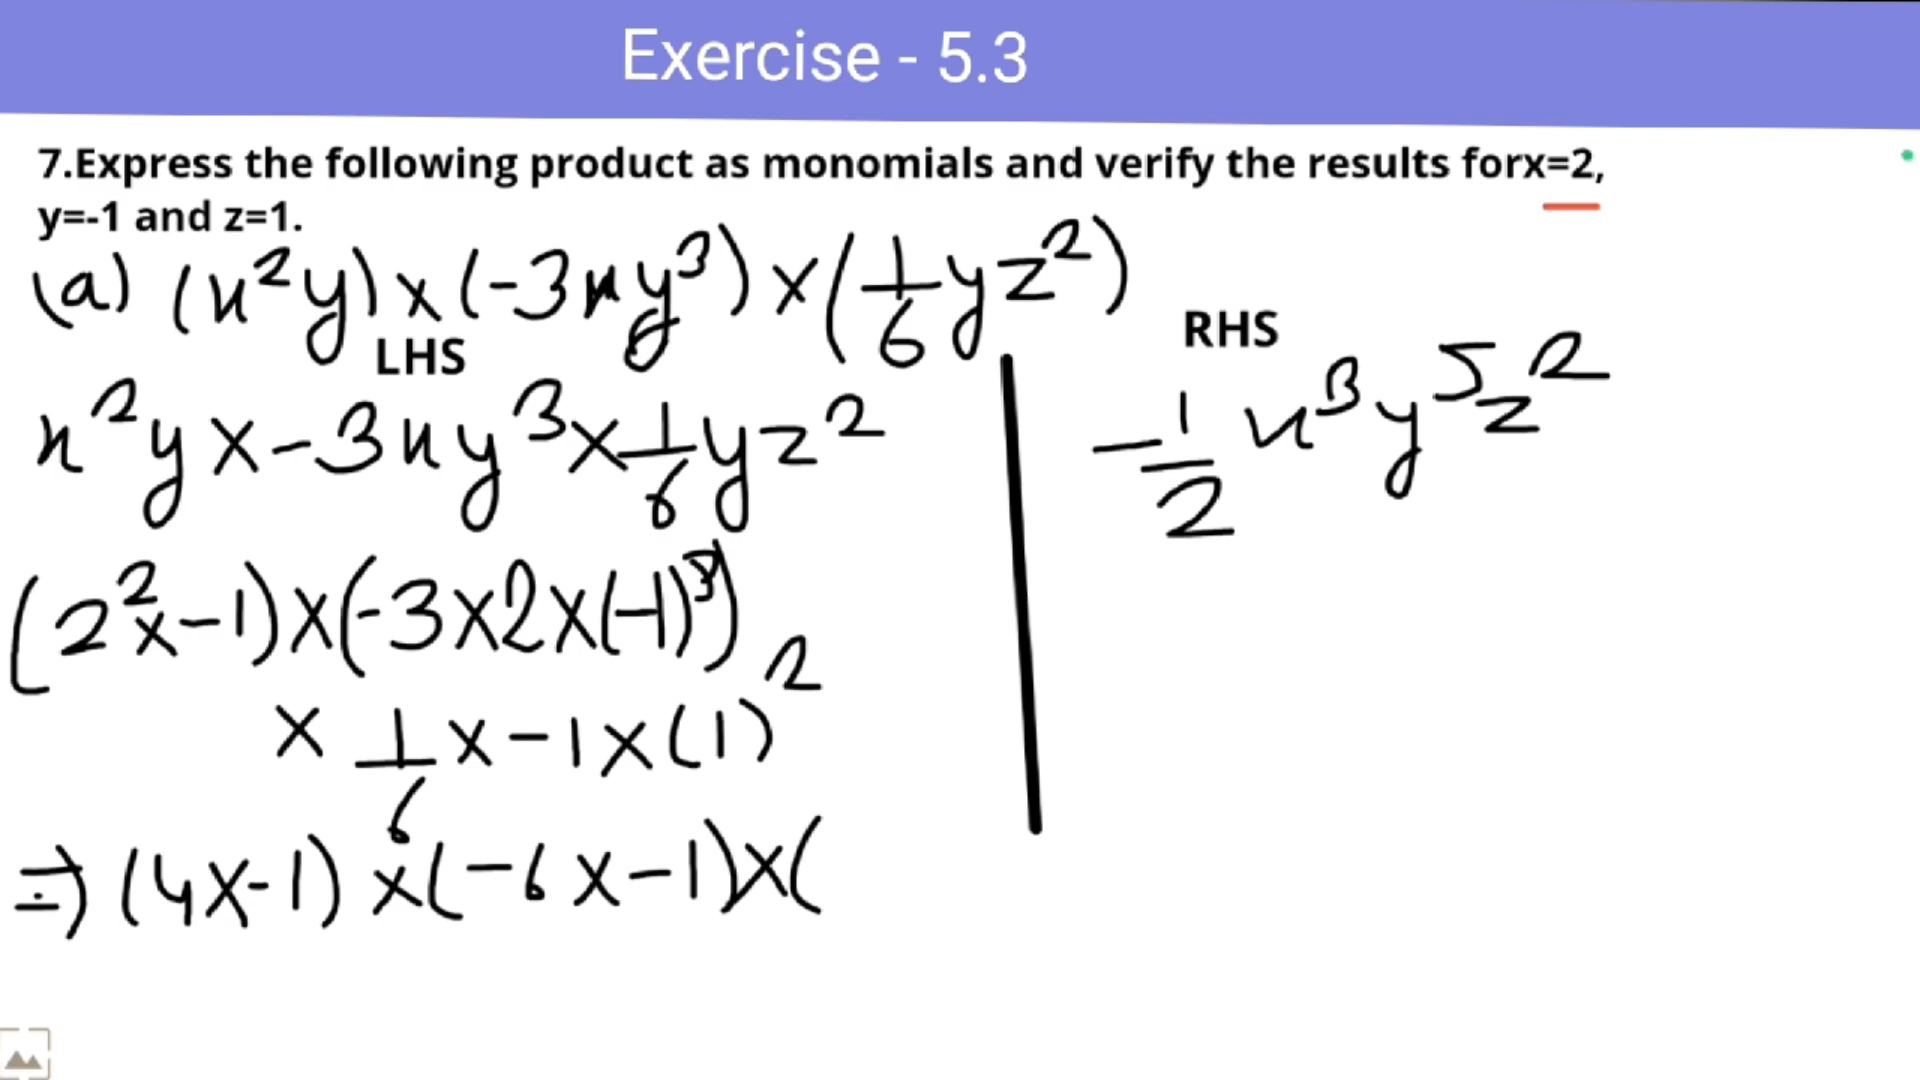 Exercise - 5.3
7.Express the following product as monomials and verify the results forx=2,
y=-1 and z=1.
(a) (x²y) × (-3xy³) × (1/6 yz²)
LHS
x²y × -3xy³ × 1/6 yz²
(2² × -1) × (-3 × 2 × (-1)³)
× 1/6 × -1 × (1)²
⇒ (4 × -1) × (-6 × -1) × (
RHS
-1/2 x³y⁵z²